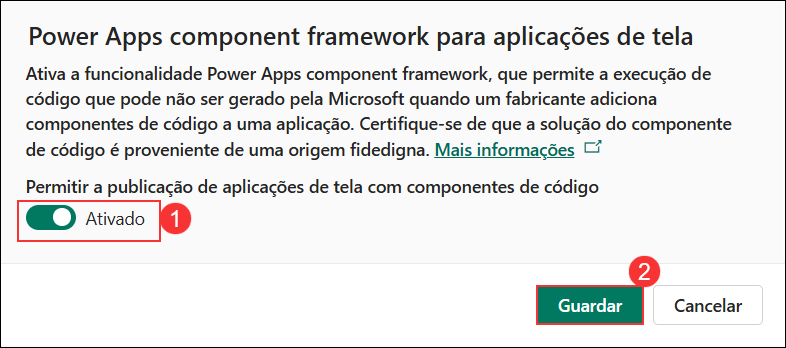 Power Apps component framework para aplicações de tela
Ativa a funcionalidade Power Apps component framework, que permite a execução de
código que pode não ser gerado pela Microsoft quando um fabricante adiciona
componentes de código a uma aplicação. Certifique-se de que a solução do componente
de código é proveniente de uma origem fidedigna. Mais informações
Permitir a publicação de aplicações de tela com componentes de código
Ativado 1
2
Guardar Cancelar